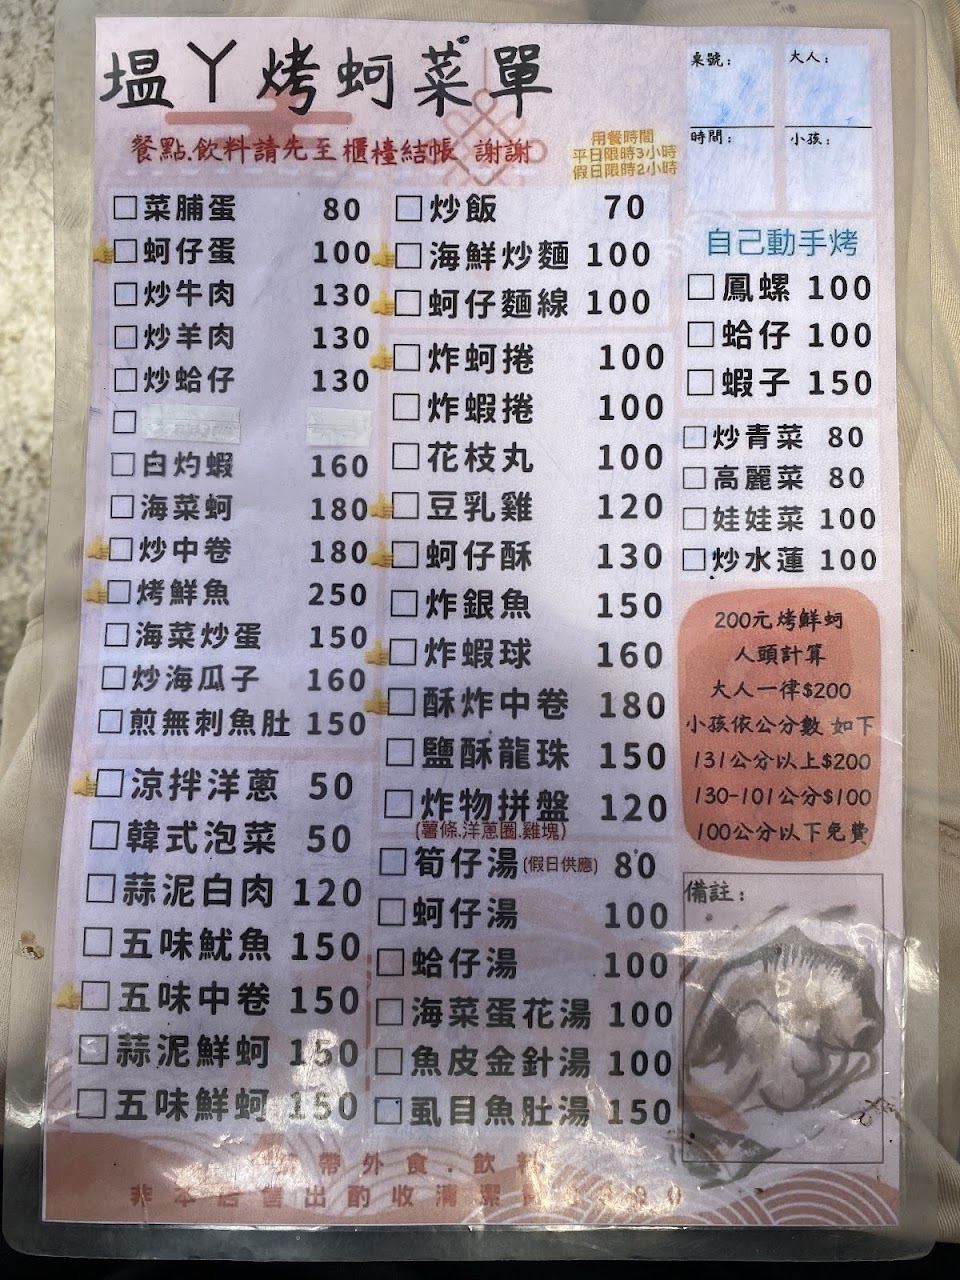 塭丫烤蚵菜單
餐點.飲料請先至櫃檯結帳 謝謝
用餐時間
平日限時3小時
假日限時2小時
桌號:
大人:
時間:
小孩:
菜脯蛋 80
蚵仔蛋 100
炒牛肉 130
炒羊肉 130
炒蛤仔 130
白灼蝦 160
海菜蚵 180
炒中卷 180
烤鮮魚 250
海菜炒蛋 150
炒海瓜子 160
煎無刺魚肚 150
涼拌洋蔥 50
韓式泡菜 50
蒜泥白肉 120
五味魷魚 150
五味中卷 150
蒜泥鮮蚵 150
五味鮮蚵 150
炒飯 70
海鮮炒麵 100
蚵仔麵線 100
炸蚵捲 100
炸蝦捲 100
花枝丸 100
豆乳雞 120
蚵仔酥 130
炸銀魚 150
炸蝦球 160
酥炸中卷 180
鹽酥龍珠 150
炸物拼盤 120
(薯條.洋蔥圈.雞塊)
筍仔湯(假日供應) 80
蚵仔湯 100
蛤仔湯 100
海菜蛋花湯 100
魚皮金針湯 100
虱目魚肚湯 150
自己動手烤
鳳螺 100
蛤仔 100
蝦子 150
炒青菜 80
高麗菜 80
娃娃菜 100
炒水蓮 100
200元烤鮮蚵
人頭計算
大人一律$200
小孩依公分數 如下
131公分以上$200
130-101公分$100
100公分以下免費
備註:
帶外食.飲料
非本店售出酌收清潔